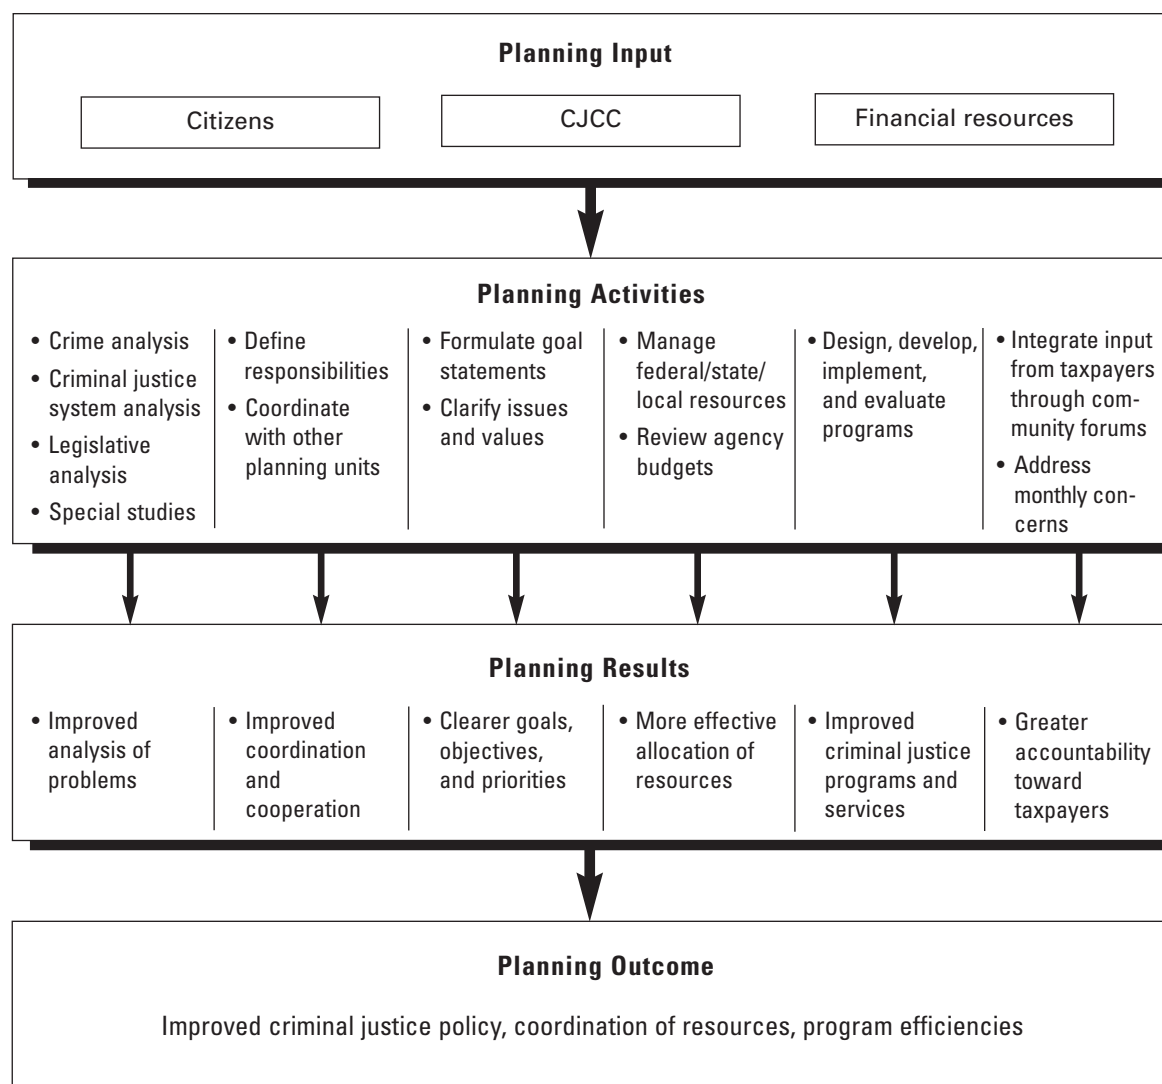 Planning Input
Citizens
CJCC
Financial resources
Planning Activities
• Crime analysis
• Criminal justice
system analysis
• Legislative
analysis
• Special studies
• Define
responsibilities
• Coordinate
with other
planning units
• Formulate goal
statements
• Clarify issues
and values
• Manage
federal/state/
local resources
• Review agency
budgets
• Design, develop,
implement,
and evaluate
programs
• Integrate input
from taxpayers
through com-
munity forums
• Address
monthly con-
cerns
Planning Results
• Improved
analysis of
problems
• Improved
coordination
and
cooperation
• Clearer goals,
objectives,
and priorities
• More effective
allocation of
resources
• Improved
criminal justice
programs and
services
• Greater
accountability
toward
taxpayers
Planning Outcome
Improved criminal justice policy, coordination of resources, program efficiencies